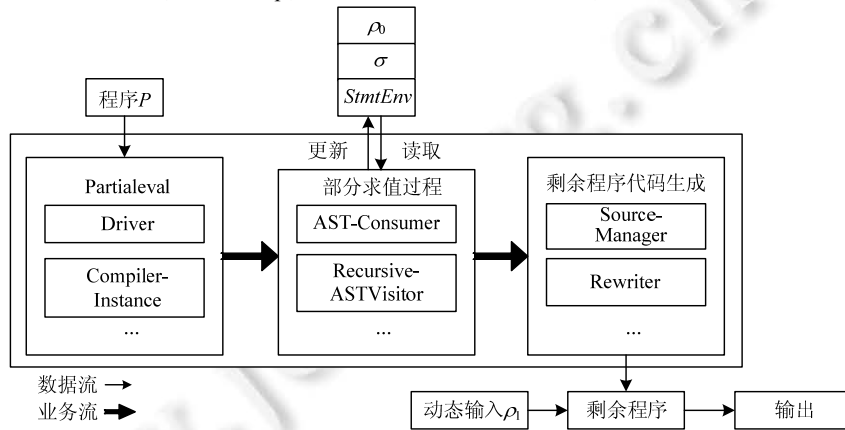 ρ0
σ
StmtEnv
程序P
更新 读取
Partialeval
Driver
Compiler-
Instance
...
部分求值过程
AST-Consumer
Recursive-
ASTVisitor
...
剩余程序代码生成
Source-
Manager
Rewriter
...
数据流
业务流
动态输入ρ1
剩余程序
输出